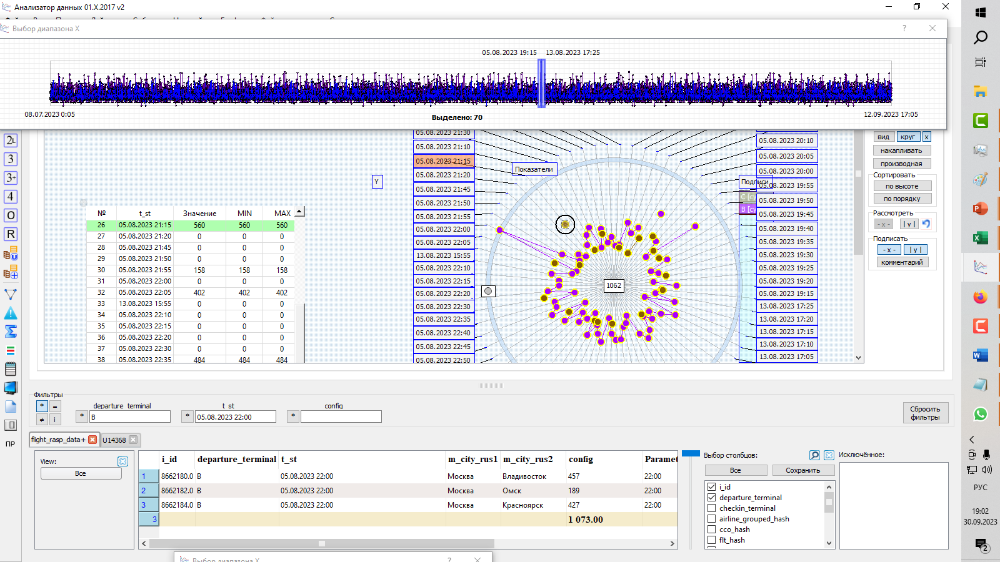 Анализатор данных 01.X.2017 v2
Выбор диапазона X
05.08.2023 19:15 13.08.2023 17:25
08.07.2023 0:05
12.09.2023 17:05
Выделено: 70
2L
3
3+
4
O
R
ПР
Y
Показатели
Подписи
1062
№ t_st Значение MIN MAX
26 05.08.2023 21:15 560 560 560
27 05.08.2023 21:20 0 0 0
28 05.08.2023 21:45 0 0 0
29 05.08.2023 21:50 0 0 0
30 05.08.2023 21:55 158 158 158
31 05.08.2023 22:00 0 0 0
32 05.08.2023 22:05 402 402 402
33 13.08.2023 15:55 0 0 0
34 05.08.2023 22:10 0 0 0
35 05.08.2023 22:15 0 0 0
36 05.08.2023 22:20 0 0 0
37 05.08.2023 22:30 0 0 0
38 05.08.2023 22:35 484 484 484
05.08.2023 21:30
05.08.2023 21:10
05.08.2023 21:15
05.08.2023 21:20
05.08.2023 21:45
05.08.2023 21:50
05.08.2023 21:55
05.08.2023 22:00
05.08.2023 22:05
13.08.2023 15:55
05.08.2023 22:10
05.08.2023 22:15
05.08.2023 22:20
05.08.2023 22:30
05.08.2023 22:35
05.08.2023 22:40
05.08.2023 22:45
05.08.2023 22:50
C [су
B [су
05.08.2023 20:10
05.08.2023 20:05
05.08.2023 20:00
05.08.2023 19:55
05.08.2023 19:50
05.08.2023 19:45
05.08.2023 19:40
05.08.2023 19:35
05.08.2023 19:30
05.08.2023 19:25
05.08.2023 19:20
05.08.2023 19:15
13.08.2023 17:25
13.08.2023 17:20
13.08.2023 17:15
13.08.2023 17:10
13.08.2023 17:05
вид круг x
накапливать
производная
Сортировать
по высоте
по порядку
Рассмотреть
- x - | y |
Подписать
- x - | y |
комментарий
Фильтры
* =
≠ i
departure_terminal t_st config
* B * 05.08.2023 22:00 *
Сбросить фильтры
flight_rasp_data+ U14368
View:
Все
i_id departure_terminal t_st m_city_rus1 m_city_rus2 config Paramet
1 8662180.0 B 05.08.2023 22:00 Москва Владивосток 457 22:00
2 8662182.0 B 05.08.2023 22:00 Москва Омск 189 22:00
3 8662184.0 B 05.08.2023 22:00 Москва Красноярск 427 22:00
3 1 073.00
Выбор столбцов:
Все Сохранить
i_id
departure_terminal
checkin_terminal
airline_grouped_hash
cco_hash
flt_hash
Исключённое:
Выбор диапазона X
РУС
19:02
30.09.2023
2